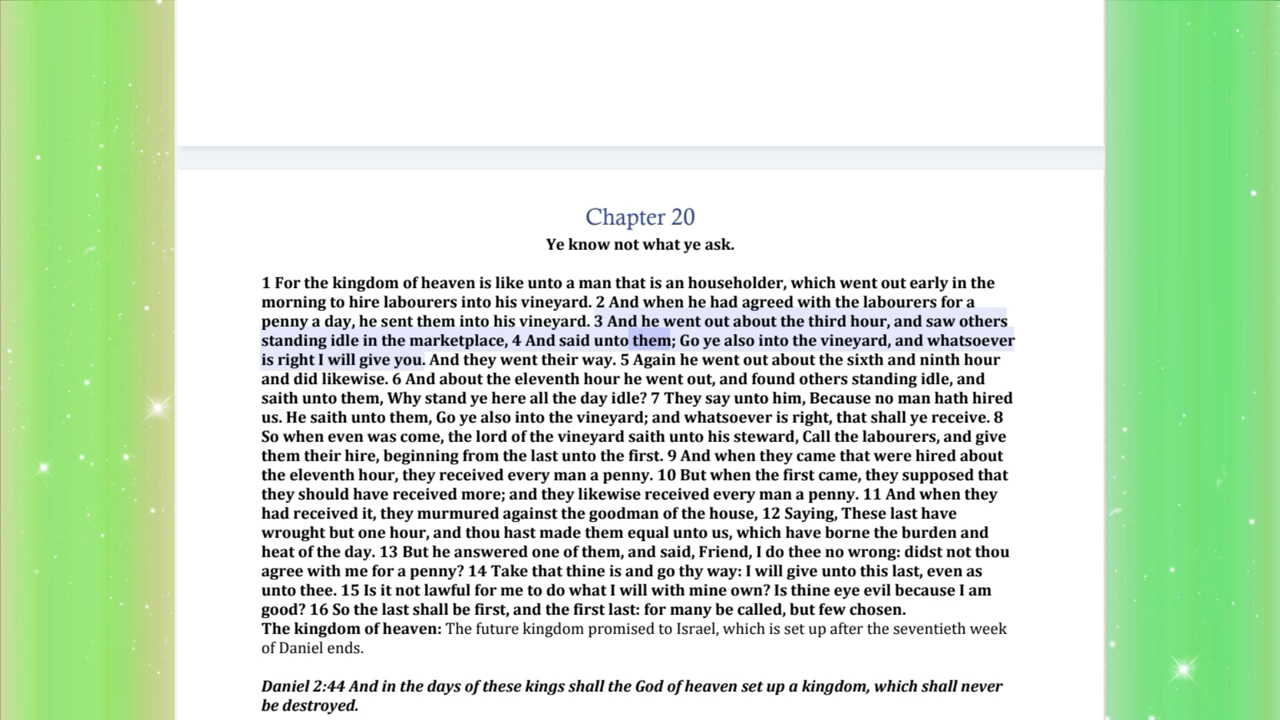 Chapter 20
Ye know not what ye ask.
1 For the kingdom of heaven is like unto a man that is an householder, which went out early in the
morning to hire labourers into his vineyard. 2 And when he had agreed with the labourers for a
penny a day, he sent them into his vineyard. 3 And he went out about the third hour, and saw others
standing idle in the marketplace, 4 And said unto them; Go ye also into the vineyard, and whatsoever
is right I will give you. And they went their way. 5 Again he went out about the sixth and ninth hour
and did likewise. 6 And about the eleventh hour he went out, and found others standing idle, and
saith unto them, Why stand ye here all the day idle? 7 They say unto him, Because no man hath hired
us. He saith unto them, Go ye also into the vineyard; and whatsoever is right, that shall ye receive. 8
So when even was come, the lord of the vineyard saith unto his steward, Call the labourers, and give
them their hire, beginning from the last unto the first. 9 And when they came that were hired about
the eleventh hour, they received every man a penny. 10 But when the first came, they supposed that
they should have received more; and they likewise received every man a penny. 11 And when they
had received it, they murmured against the goodman of the house, 12 Saying, These last have
wrought but one hour, and thou hast made them equal unto us, which have borne the burden and
heat of the day. 13 But he answered one of them, and said, Friend, I do thee no wrong: didst not thou
agree with me for a penny? 14 Take that thine is and go thy way: I will give unto this last, even as
unto thee. 15 Is it not lawful for me to do what I will with mine own? Is thine eye evil because I am
good? 16 So the last shall be first, and the first last: for many be called, but few chosen.
The kingdom of heaven: The future kingdom promised to Israel, which is set up after the seventieth week
of Daniel ends.
Daniel 2:44 And in the days of these kings shall the God of heaven set up a kingdom, which shall never
be destroyed.